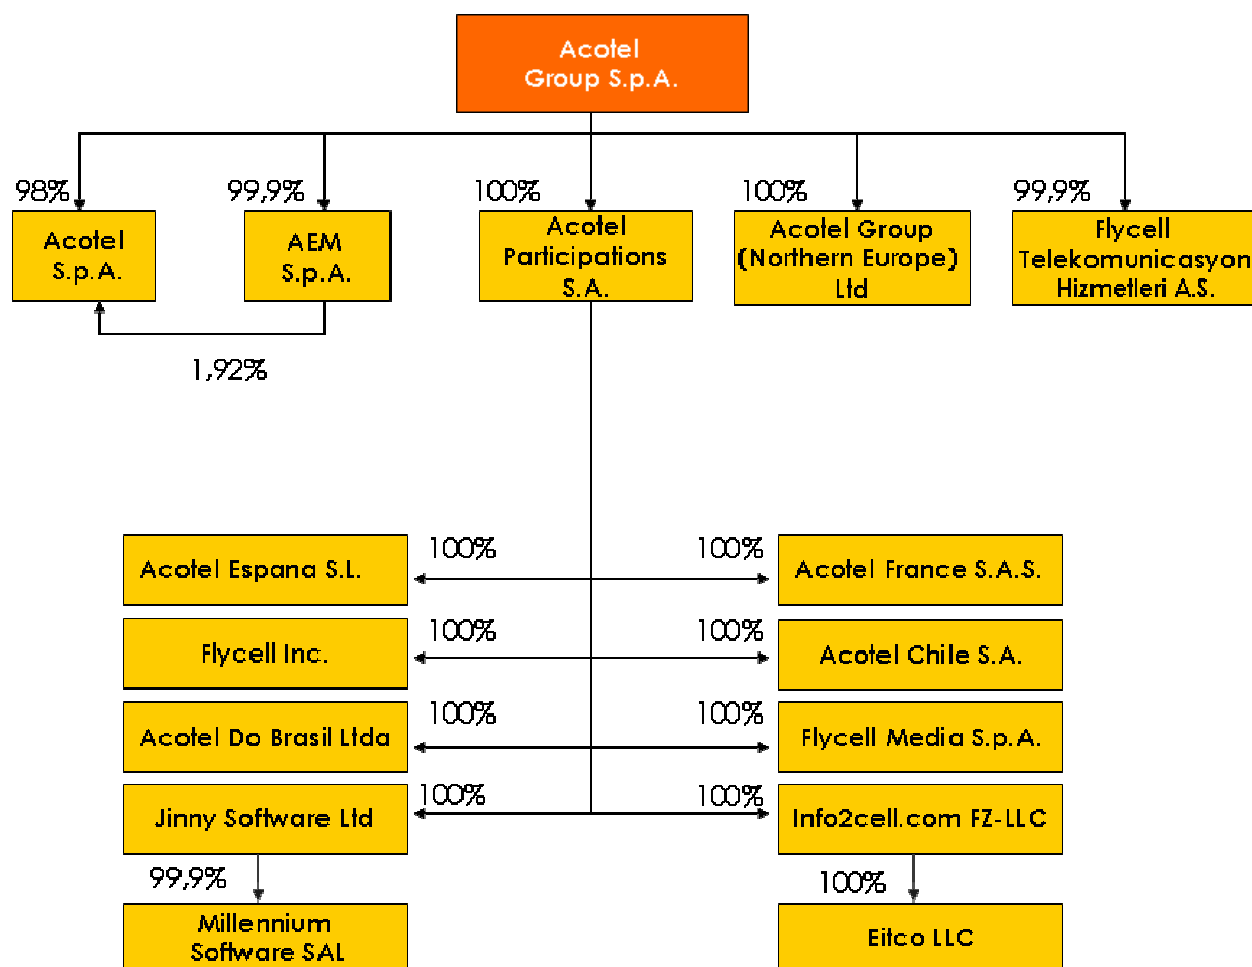 Acotel
Group S.p.A.
98%
99,9%
100%
100%
99,9%
Acotel
S.p.A.
AEM
S.p.A.
Acotel
Participations
S.A.
Acotel Group
(Northern Europe)
Ltd
Flycell
Telekomunicasyon
Hizmetleri A.S.
1,92%
100%
100%
Acotel Espana S.L.
Acotel France S.A.S.
100%
100%
Flycell Inc.
Acotel Chile S.A.
100%
100%
Acotel Do Brasil Ltda
Flycell Media S.p.A.
100%
100%
Jinny Software Ltd
Info2cell.com FZ-LLC
99,9%
100%
Millennium
Software SAL
Eitco LLC